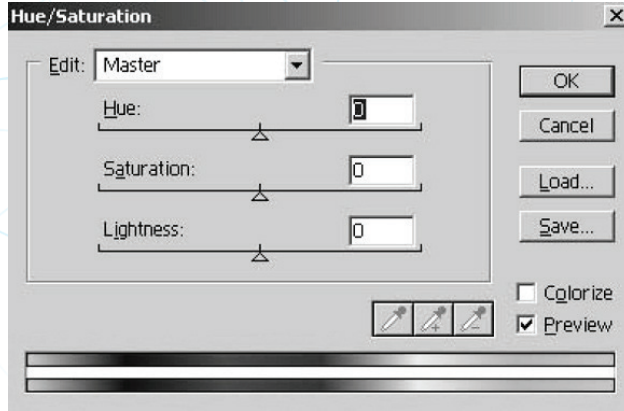 Hue/Saturation
Edit: Master
OK
Hue: 0
Cancel
Saturation: 0
Load...
Lightness: 0
Save...
Colorize
Preview